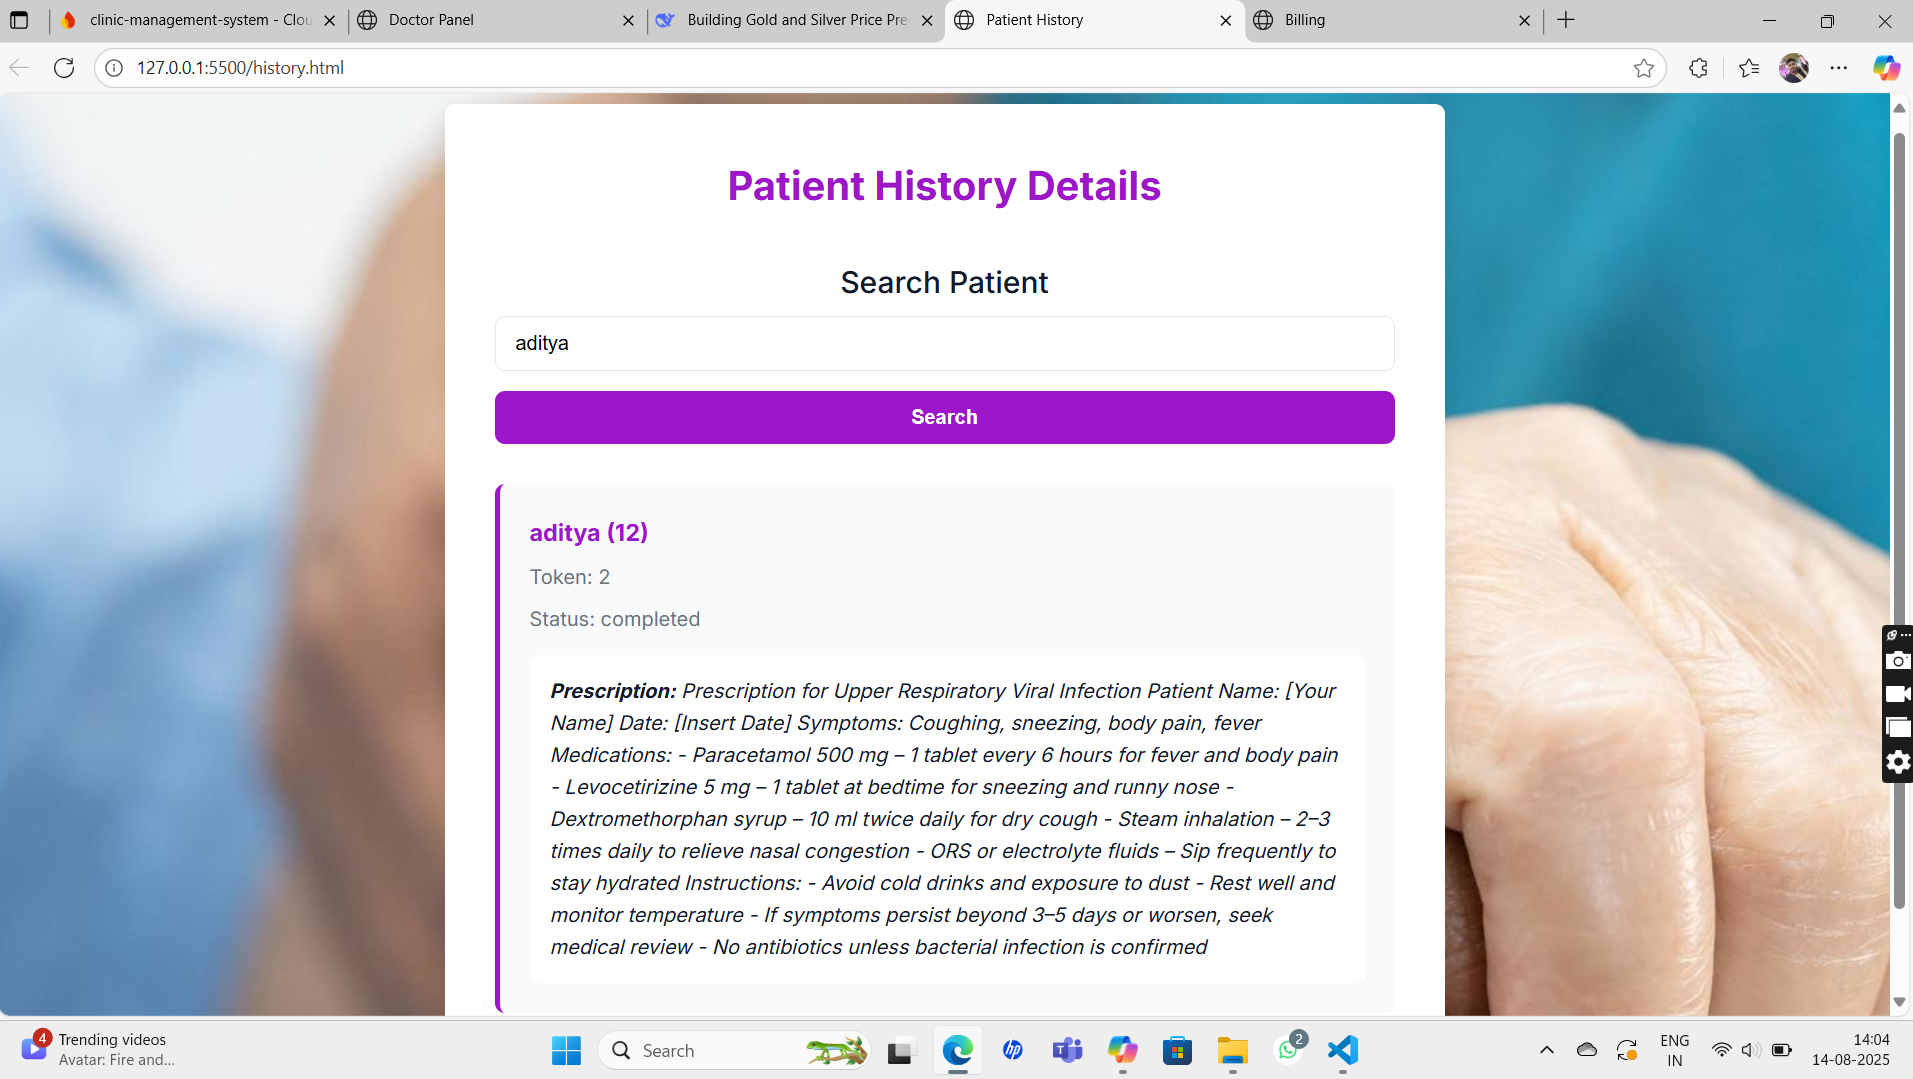 clinic-management-system - Clou
Doctor Panel
Building Gold and Silver Price Pre
Patient History
Billing
127.0.0.1:5500/history.html
Patient History Details
Search Patient
aditya
Search
aditya (12)
Token: 2
Status: completed
Prescription: Prescription for Upper Respiratory Viral Infection Patient Name: [Your
Name] Date: [Insert Date] Symptoms: Coughing, sneezing, body pain, fever
Medications: - Paracetamol 500 mg – 1 tablet every 6 hours for fever and body pain
- Levocetirizine 5 mg – 1 tablet at bedtime for sneezing and runny nose -
Dextromethorphan syrup – 10 ml twice daily for dry cough - Steam inhalation – 2–3
times daily to relieve nasal congestion - ORS or electrolyte fluids – Sip frequently to
stay hydrated Instructions: - Avoid cold drinks and exposure to dust - Rest well and
monitor temperature - If symptoms persist beyond 3–5 days or worsen, seek
medical review - No antibiotics unless bacterial infection is confirmed
4
Trending videos
Avatar: Fire and...
Search
hp
T
2
ENG
IN
14:04
14-08-2025